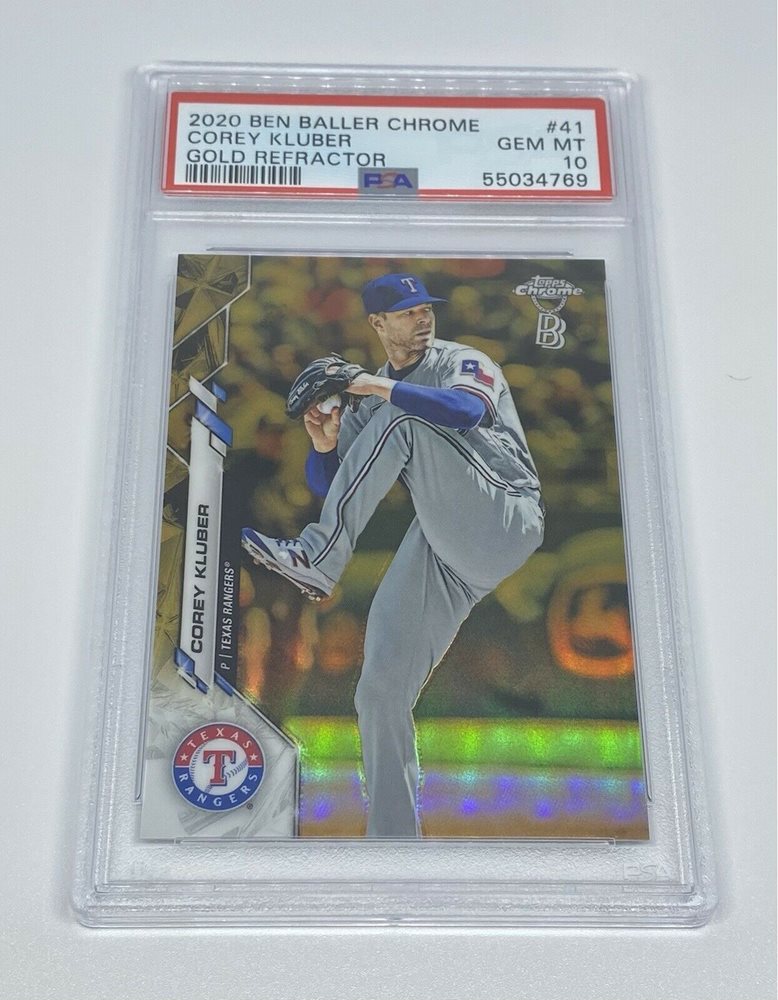 2020 BEN BALLER CHROME #41
COREY KLUBER GEM MT
GOLD REFRACTOR 10
PSA 55034769
Topps
Chrome
B
T
N
COREY KLUBER
P | TEXAS RANGERS®
TEXAS
T
RANGERS
®